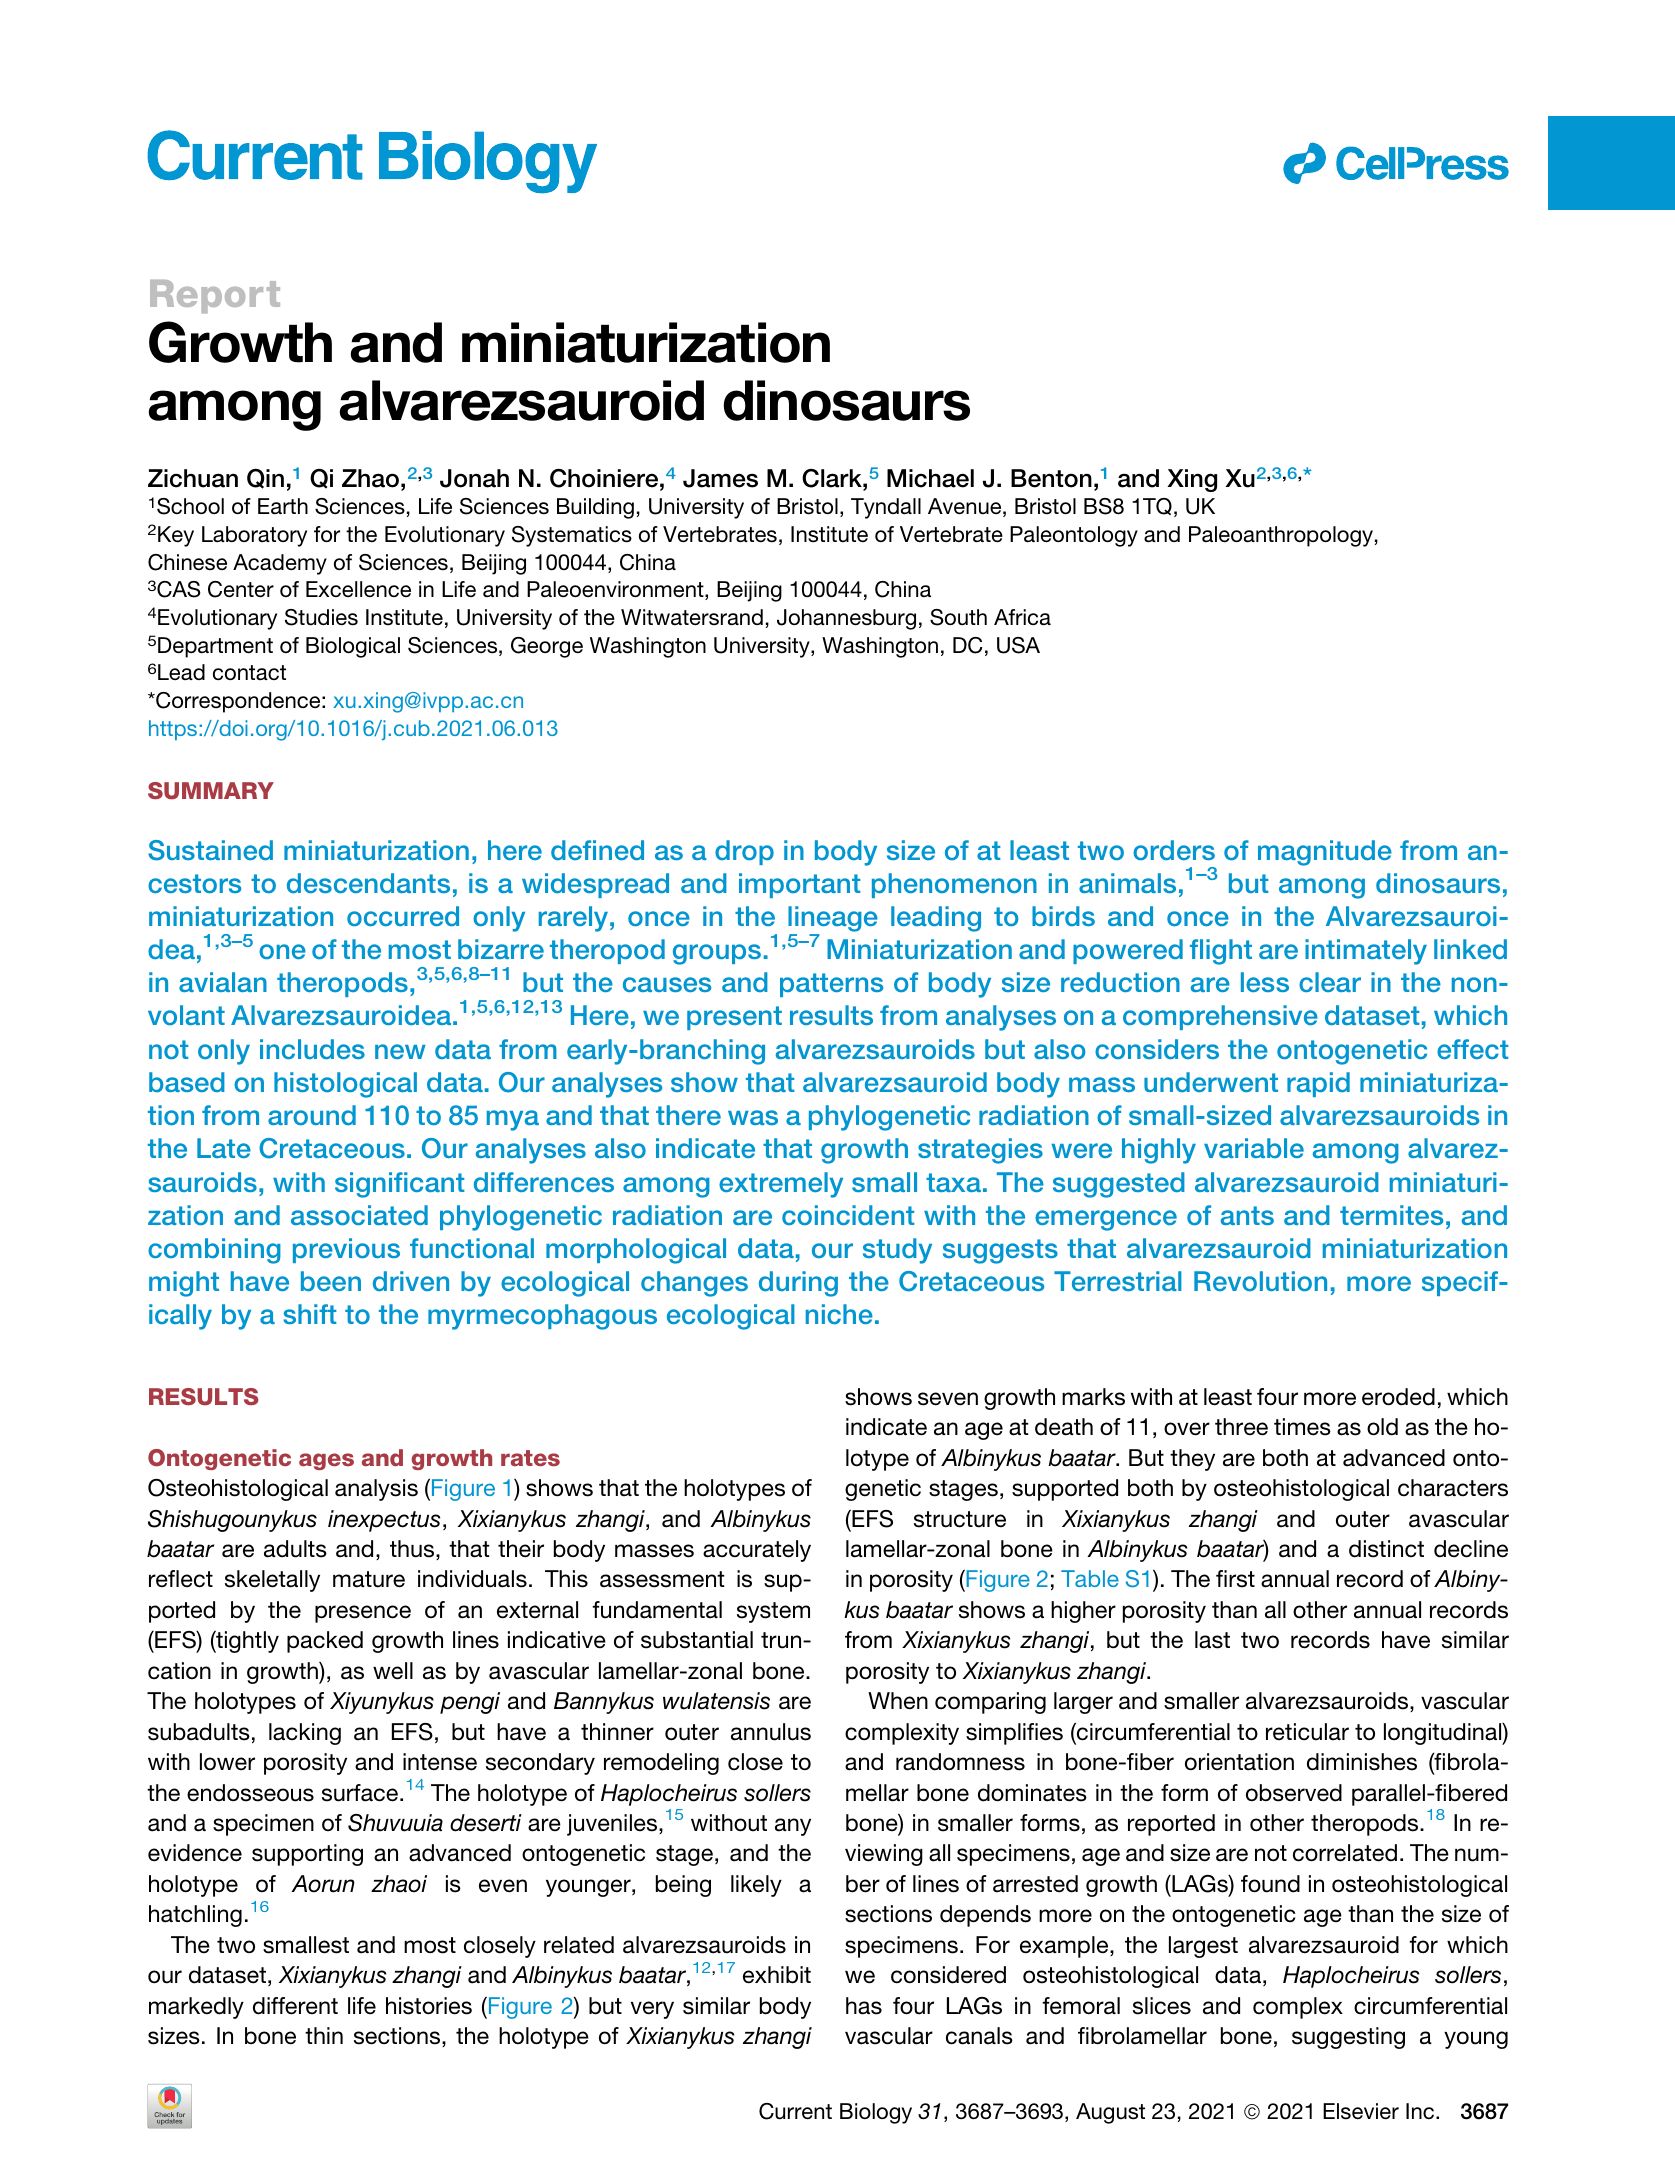 Current Biology
CellPress
Report
Growth and miniaturization
among alvarezsauroid dinosaurs
Zichuan Qin,1 Qi Zhao,2,3 Jonah N. Choiniere,4 James M. Clark,5 Michael J. Benton,1 and Xing Xu2,3,6,*
1School of Earth Sciences, Life Sciences Building, University of Bristol, Tyndall Avenue, Bristol BS8 1TQ, UK
2Key Laboratory for the Evolutionary Systematics of Vertebrates, Institute of Vertebrate Paleontology and Paleoanthropology,
Chinese Academy of Sciences, Beijing 100044, China
3CAS Center of Excellence in Life and Paleoenvironment, Beijing 100044, China
4Evolutionary Studies Institute, University of the Witwatersrand, Johannesburg, South Africa
5Department of Biological Sciences, George Washington University, Washington, DC, USA
6Lead contact
*Correspondence: xu.xing@ivpp.ac.cn
https://doi.org/10.1016/j.cub.2021.06.013
SUMMARY
Sustained miniaturization, here defined as a drop in body size of at least two orders of magnitude from an-
cestors to descendants, is a widespread and important phenomenon in animals,1–3 but among dinosaurs,
miniaturization occurred only rarely, once in the lineage leading to birds and once in the Alvarezsauroi-
dea,1,3–5 one of the most bizarre theropod groups.1,5–7 Miniaturization and powered flight are intimately linked
in avialan theropods,3,5,6,8–11 but the causes and patterns of body size reduction are less clear in the non-
volant Alvarezsauroidea.1,5,6,12,13 Here, we present results from analyses on a comprehensive dataset, which
not only includes new data from early-branching alvarezsauroids but also considers the ontogenetic effect
based on histological data. Our analyses show that alvarezsauroid body mass underwent rapid miniaturiza-
tion from around 110 to 85 mya and that there was a phylogenetic radiation of small-sized alvarezsauroids in
the Late Cretaceous. Our analyses also indicate that growth strategies were highly variable among alvarez-
sauroids, with significant differences among extremely small taxa. The suggested alvarezsauroid miniaturi-
zation and associated phylogenetic radiation are coincident with the emergence of ants and termites, and
combining previous functional morphological data, our study suggests that alvarezsauroid miniaturization
might have been driven by ecological changes during the Cretaceous Terrestrial Revolution, more specif-
ically by a shift to the myrmecophagous ecological niche.
RESULTS
Ontogenetic ages and growth rates
Osteohistological analysis (Figure 1) shows that the holotypes of
Shishugounykus inexpectus, Xixianykus zhangi, and Albinykus
baatar are adults and, thus, that their body masses accurately
reflect skeletally mature individuals. This assessment is sup-
ported by the presence of an external fundamental system
(EFS) (tightly packed growth lines indicative of substantial trun-
cation in growth), as well as by avascular lamellar-zonal bone.
The holotypes of Xiyunykus pengi and Bannykus wulatensis are
subadults, lacking an EFS, but have a thinner outer annulus
with lower porosity and intense secondary remodeling close to
the endosseous surface.14 The holotype of Haplocheirus sollers
and a specimen of Shuvuuia deserti are juveniles,15 without any
evidence supporting an advanced ontogenetic stage, and the
holotype of Aorun zhaoi is even younger, being likely a
hatchling.16
The two smallest and most closely related alvarezsauroids in
our dataset, Xixianykus zhangi and Albinykus baatar,12,17 exhibit
markedly different life histories (Figure 2) but very similar body
sizes. In bone thin sections, the holotype of Xixianykus zhangi
shows seven growth marks with at least four more eroded, which
indicate an age at death of 11, over three times as old as the ho-
lotype of Albinykus baatar. But they are both at advanced onto-
genetic stages, supported both by osteohistological characters
(EFS structure in Xixianykus zhangi and outer avascular
lamellar-zonal bone in Albinykus baatar) and a distinct decline
in porosity (Figure 2; Table S1). The first annual record of Albiny-
kus baatar shows a higher porosity than all other annual records
from Xixianykus zhangi, but the last two records have similar
porosity to Xixianykus zhangi.
When comparing larger and smaller alvarezsauroids, vascular
complexity simplifies (circumferential to reticular to longitudinal)
and randomness in bone-fiber orientation diminishes (fibrola-
mellar bone dominates in the form of observed parallel-fibered
bone) in smaller forms, as reported in other theropods.18 In re-
viewing all specimens, age and size are not correlated. The num-
ber of lines of arrested growth (LAGs) found in osteohistological
sections depends more on the ontogenetic age than the size of
specimens. For example, the largest alvarezsauroid for which
we considered osteohistological data, Haplocheirus sollers,
has four LAGs in femoral slices and complex circumferential
vascular canals and fibrolamellar bone, suggesting a young
Check for
updates
Current Biology 31, 3687–3693, August 23, 2021 © 2021 Elsevier Inc. 3687